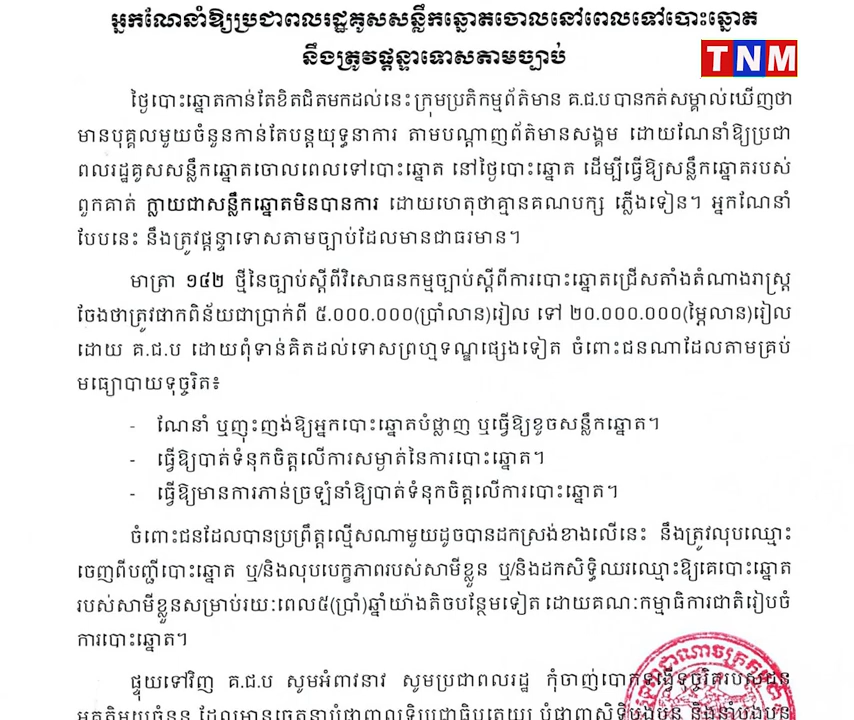 អ្នកណែនាំឱ្យប្រជាពលរដ្ឋគូសសន្លឹកឆ្នោតចោលនៅពេលទៅបោះឆ្នោត
នឹងត្រូវផ្តន្ទាទោសតាមច្បាប់
TNM
ថ្ងៃបោះឆ្នោតកាន់តែខិតជិតមកដល់នេះ ក្រុមប្រតិកម្មព័ត៌មាន គ.ជ.ប បានកត់សម្គាល់ឃើញថា
មានបុគ្គលមួយចំនួនកាន់តែបន្តយុទ្ធនាការ តាមបណ្តាញព័ត៌មានសង្គម ដោយណែនាំឱ្យប្រជា
ពលរដ្ឋគូសសន្លឹកឆ្នោតចោលពេលទៅបោះឆ្នោត នៅថ្ងៃបោះឆ្នោត ដើម្បីធ្វើឱ្យសន្លឹកឆ្នោតរបស់
ពួកគាត់ ក្លាយជាសន្លឹកឆ្នោតមិនបានការ ដោយហេតុថាគ្មានគណបក្ស ភ្លើងទៀន។ អ្នកណែនាំ
បែបនេះ នឹងត្រូវផ្តន្ទាទោសតាមច្បាប់ដែលមានជាធរមាន។
មាត្រា ១៤២ ថ្មីនៃច្បាប់ស្តីពីវិសោធនកម្មច្បាប់ស្តីពីការបោះឆ្នោតជ្រើសតាំងតំណាងរាស្ត្រ
ចែងថាត្រូវផាកពិន័យជាប្រាក់ពី ៥.០០០.០០០(ប្រាំលាន)រៀល ទៅ ២០.០០០.០០០(ម្ភៃលាន)រៀល
ដោយ គ.ជ.ប ដោយពុំទាន់គិតដល់ទោសព្រហ្មទណ្ឌផ្សេងទៀត ចំពោះជនណាដែលតាមគ្រប់
មធ្យោបាយទុច្ចរិត៖
- ណែនាំ ឬញុះញង់ឱ្យអ្នកបោះឆ្នោតបំផ្លាញ ឬធ្វើឱ្យខូចសន្លឹកឆ្នោត។
- ធ្វើឱ្យបាត់ទំនុកចិត្តលើការសម្ងាត់នៃការបោះឆ្នោត។
- ធ្វើឱ្យមានការភាន់ច្រឡំនាំឱ្យបាត់ទំនុកចិត្តលើការបោះឆ្នោត។
ចំពោះជនដែលបានប្រព្រឹត្តល្មើសណាមួយដូចបានដកស្រង់ខាងលើនេះ នឹងត្រូវលុបឈ្មោះ
ចេញពីបញ្ជីបោះឆ្នោត ឬ/និងលុបបេក្ខភាពរបស់សាមីខ្លួន ឬ/និងដកសិទ្ធិឈរឈ្មោះឱ្យគេបោះឆ្នោត
របស់សាមីខ្លួនសម្រាប់រយៈពេល៥(ប្រាំ)ឆ្នាំយ៉ាងតិចបន្ថែមទៀត ដោយគណៈកម្មាធិការជាតិរៀបចំ
ការបោះឆ្នោត។
ផ្ទុយទៅវិញ គ.ជ.ប សូមអំពាវនាវ សូមប្រជាពលរដ្ឋ កុំចាញ់បោកទង្វើទុច្ចរិតរបស់ជន